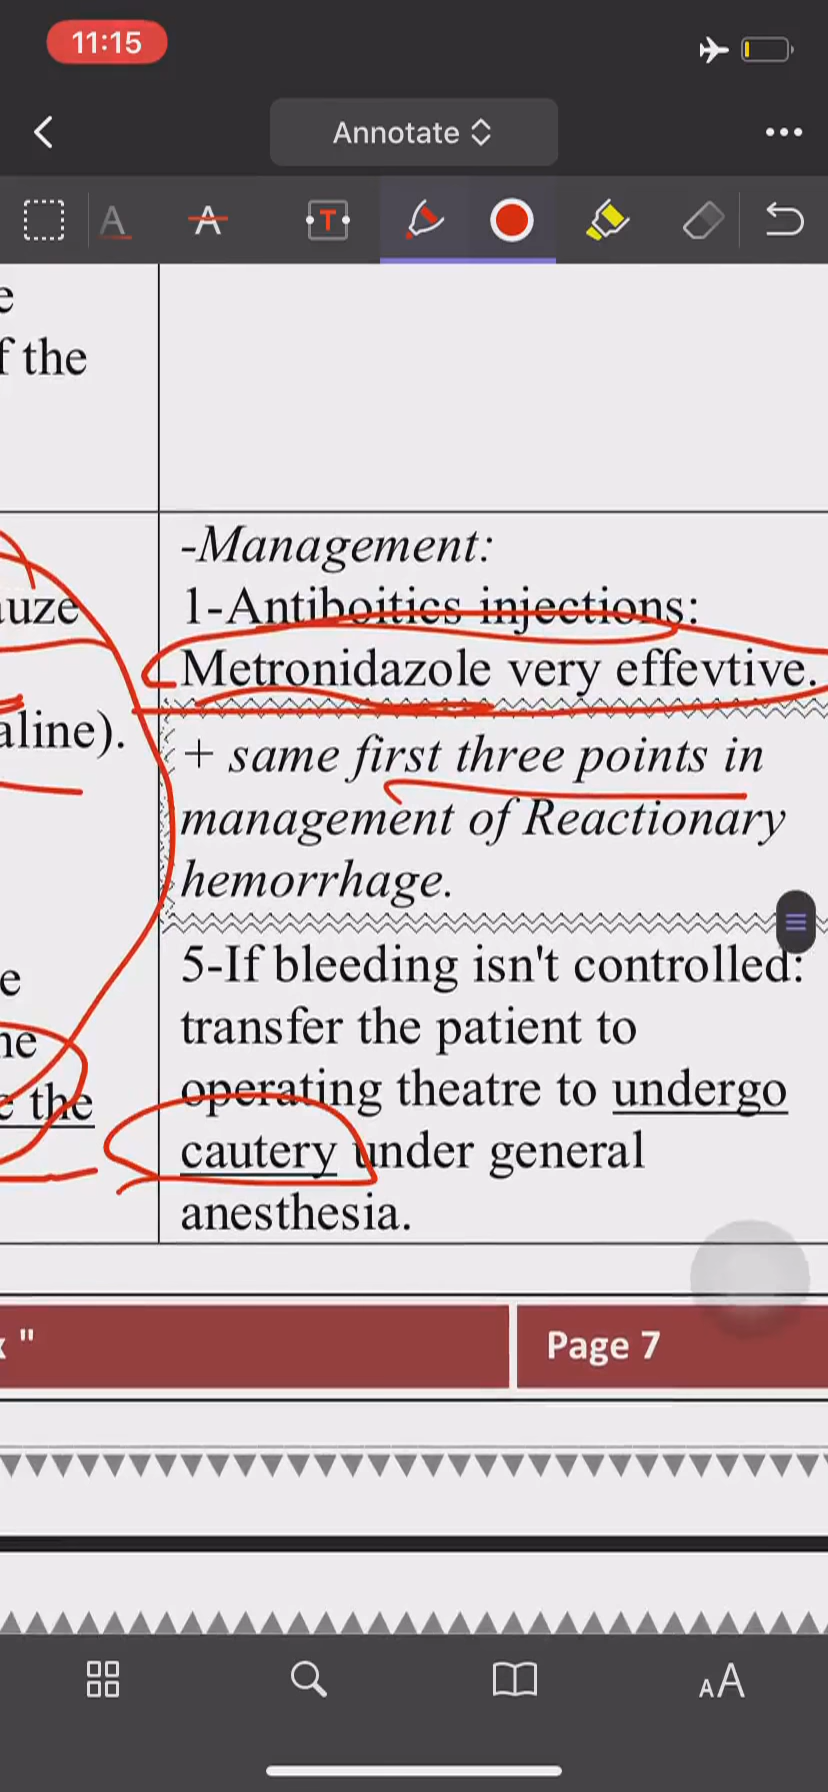 11:15
Annotate
A
A
T
e
f the
-Management:
1-Antiboitics injections:
uze
Metronidazole very effevtive.
aline).
+ same first three points in
management of Reactionary
hemorrhage.
5-If bleeding isn't controlled:
e
transfer the patient to
ne
operating theatre to undergo
the
cautery under general
anesthesia.
"
Page 7
AA